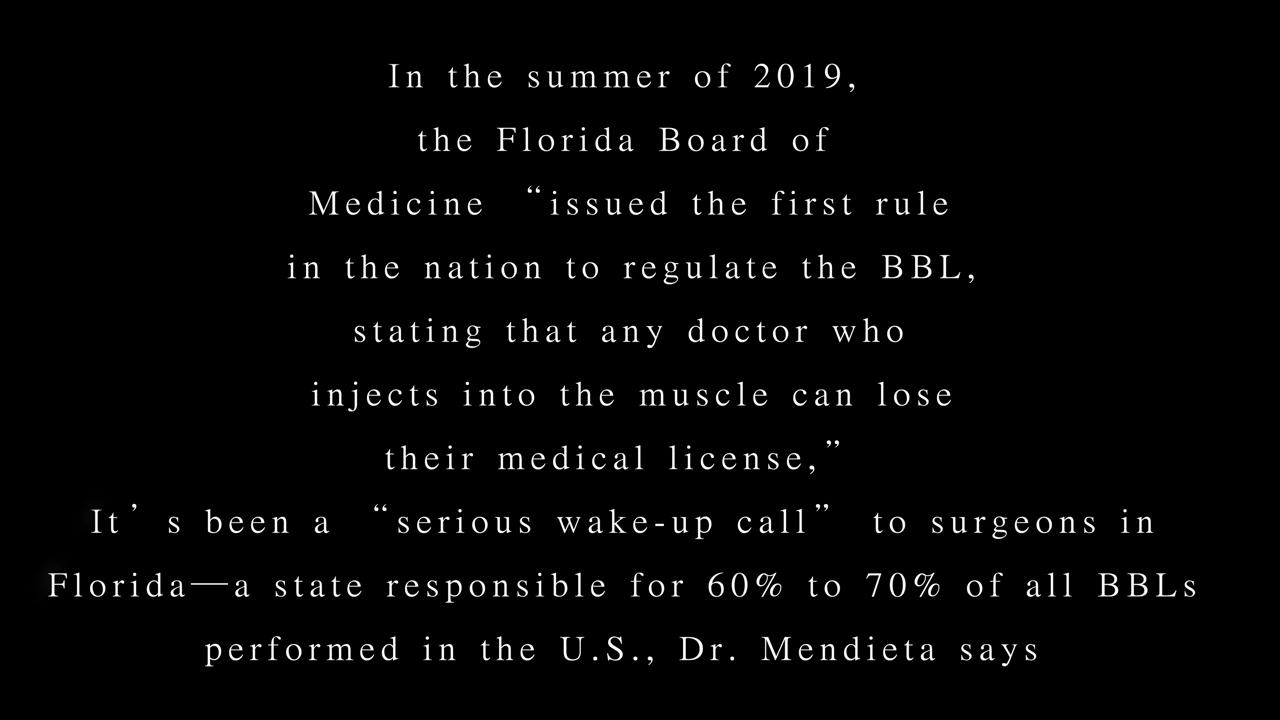 In the summer of 2019,
the Florida Board of
Medicine “issued the first rule
in the nation to regulate the BBL,
stating that any doctor who
injects into the muscle can lose
their medical license,”
It’s been a “serious wake-up call” to surgeons in
Florida—a state responsible for 60% to 70% of all BBLs
performed in the U.S., Dr. Mendieta says